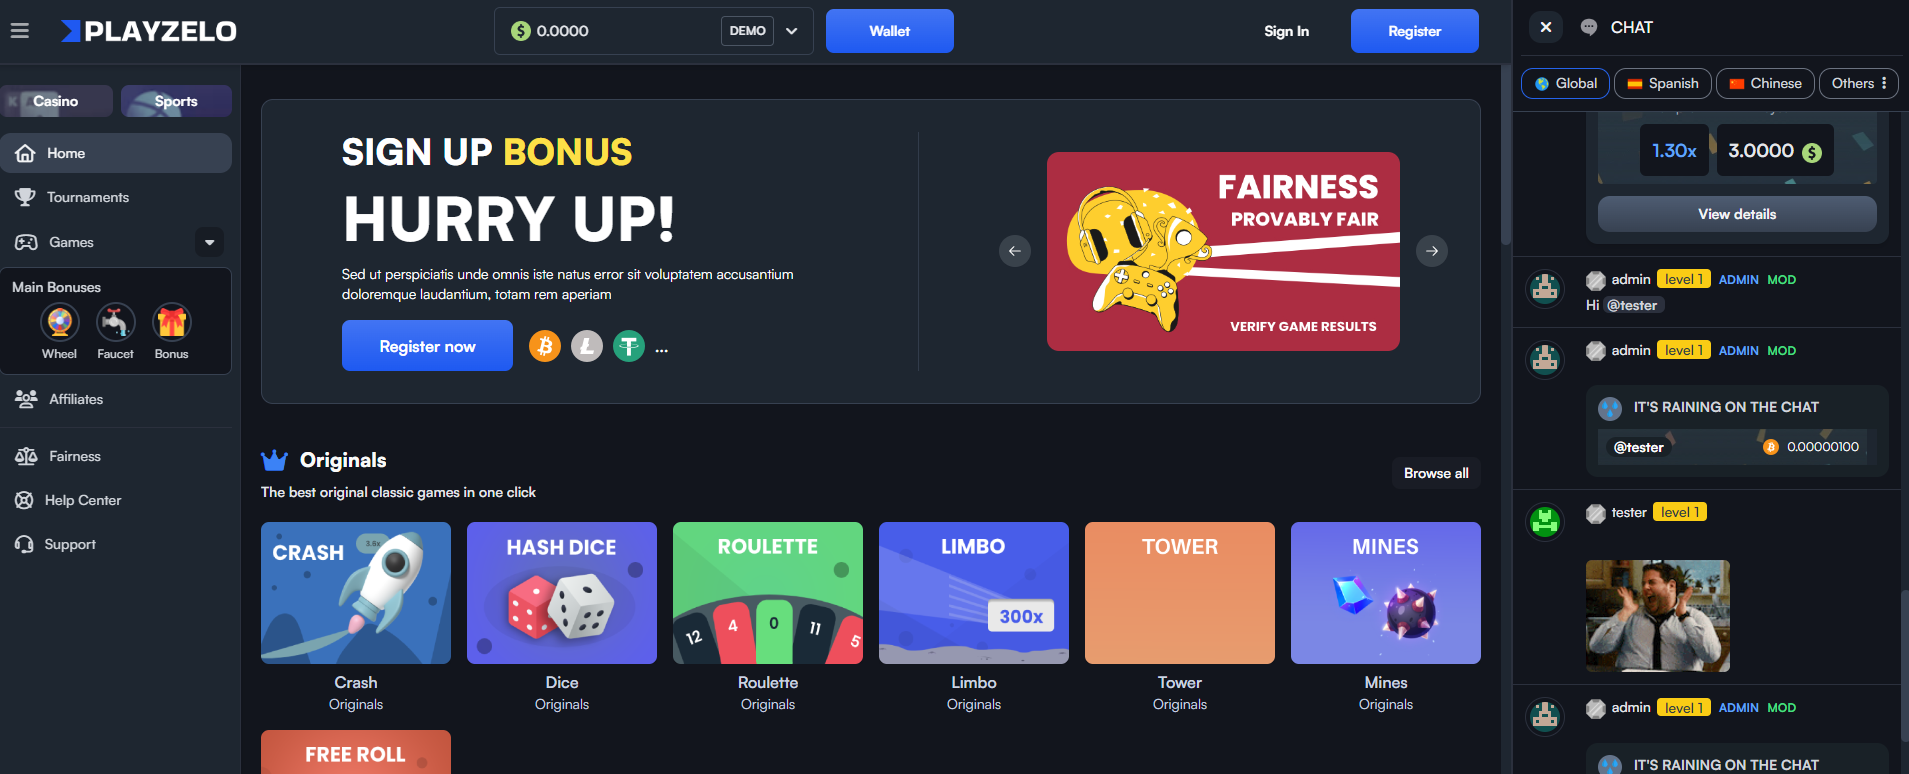 PLAYZELO
0.0000
DEMO
Wallet
Sign In
Register
CHAT
Casino
Sports
Home
Tournaments
Games
Main Bonuses
Wheel
Faucet
Bonus
Affiliates
Fairness
Help Center
Support
SIGN UP BONUS
HURRY UP!
Sed ut perspiciatis unde omnis iste natus error sit voluptatem accusantium
doloremque laudantium, totam rem aperiam
Register now
...
FAIRNESS
PROVABLY FAIR
VERIFY GAME RESULTS
Originals
The best original classic games in one click
Browse all
CRASH
3.6x
HASH DICE
ROULETTE
12 4 0 11 5
LIMBO
300x
TOWER
MINES
Crash
Originals
Dice
Originals
Roulette
Originals
Limbo
Originals
Tower
Originals
Mines
Originals
FREE ROLL
Global
Spanish
Chinese
Others
1.30x
3.0000
View details
admin level 1 ADMIN MOD
Hi @tester
admin level 1 ADMIN MOD
IT'S RAINING ON THE CHAT
@tester
0.00000100
tester level 1
admin level 1 ADMIN MOD
IT'S RAINING ON THE CHAT